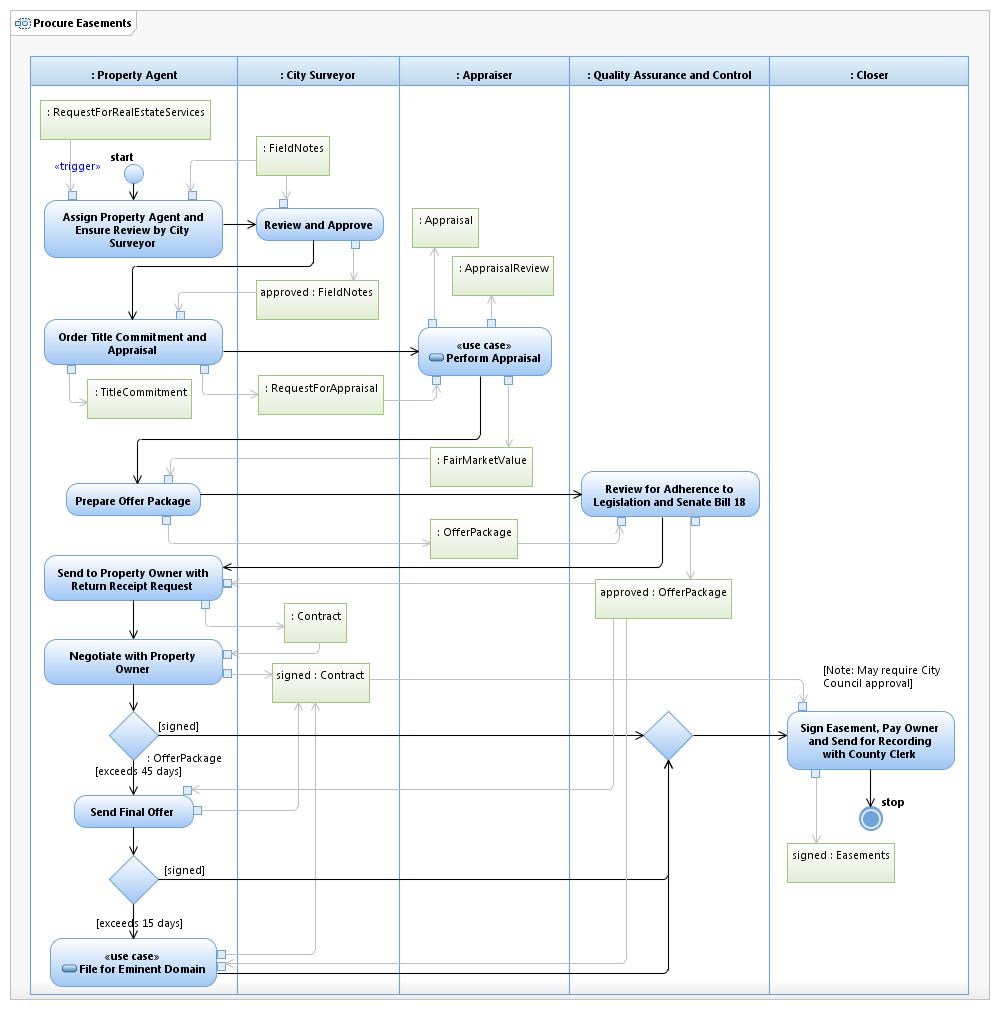 Procure Easements
: Property Agent
: City Surveyor
: Appraiser
: Quality Assurance and Control
: Closer
: RequestForRealEstateServices
«trigger»
start
: FieldNotes
Assign Property Agent and
Ensure Review by City
Surveyor
Review and Approve
: Appraisal
: AppraisalReview
approved : FieldNotes
Order Title Commitment and
Appraisal
«use case»
Perform Appraisal
: TitleCommitment
: RequestForAppraisal
: FairMarketValue
Prepare Offer Package
Review for Adherence to
Legislation and Senate Bill 18
: OfferPackage
Send to Property Owner with
Return Receipt Request
approved : OfferPackage
: Contract
Negotiate with Property
Owner
signed : Contract
[Note: May require City
Council approval]
[signed]
Sign Easement, Pay Owner
and Send for Recording
with County Clerk
: OfferPackage
[exceeds 45 days]
Send Final Offer
stop
signed : Easements
[signed]
[exceeds 15 days]
«use case»
File for Eminent Domain